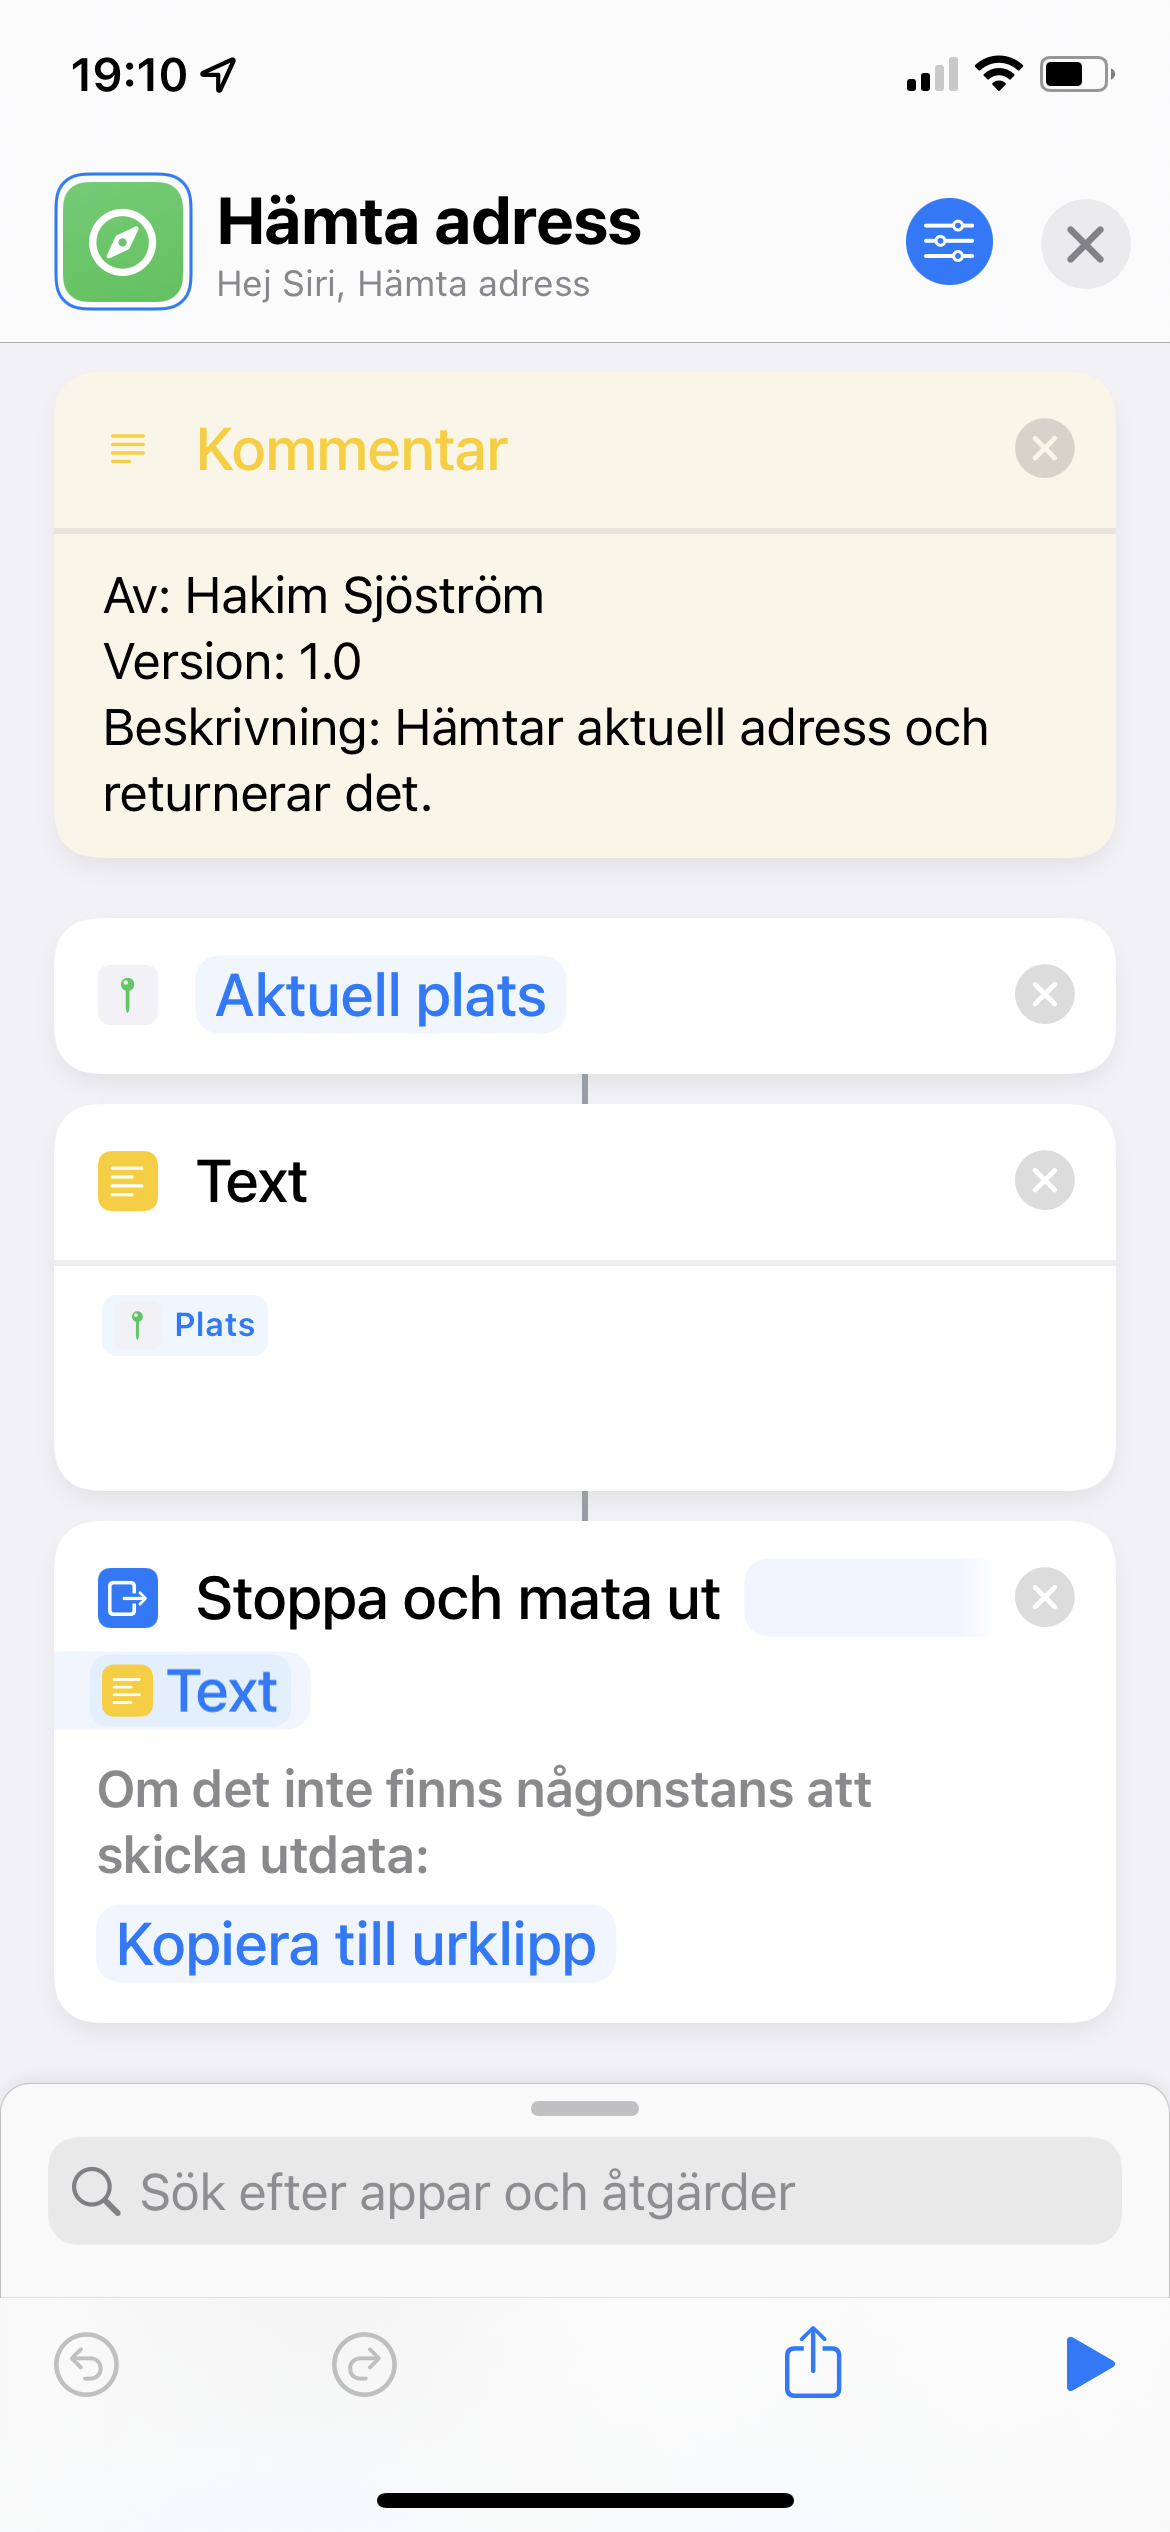 19:10
Hämta adress
Hej Siri, Hämta adress
Kommentar
Av: Hakim Sjöström
Version: 1.0
Beskrivning: Hämtar aktuell adress och
returnerar det.
Aktuell plats
Text
Plats
Stoppa och mata ut
Text
Om det inte finns någonstans att
skicka utdata:
Kopiera till urklipp
Sök efter appar och åtgärder